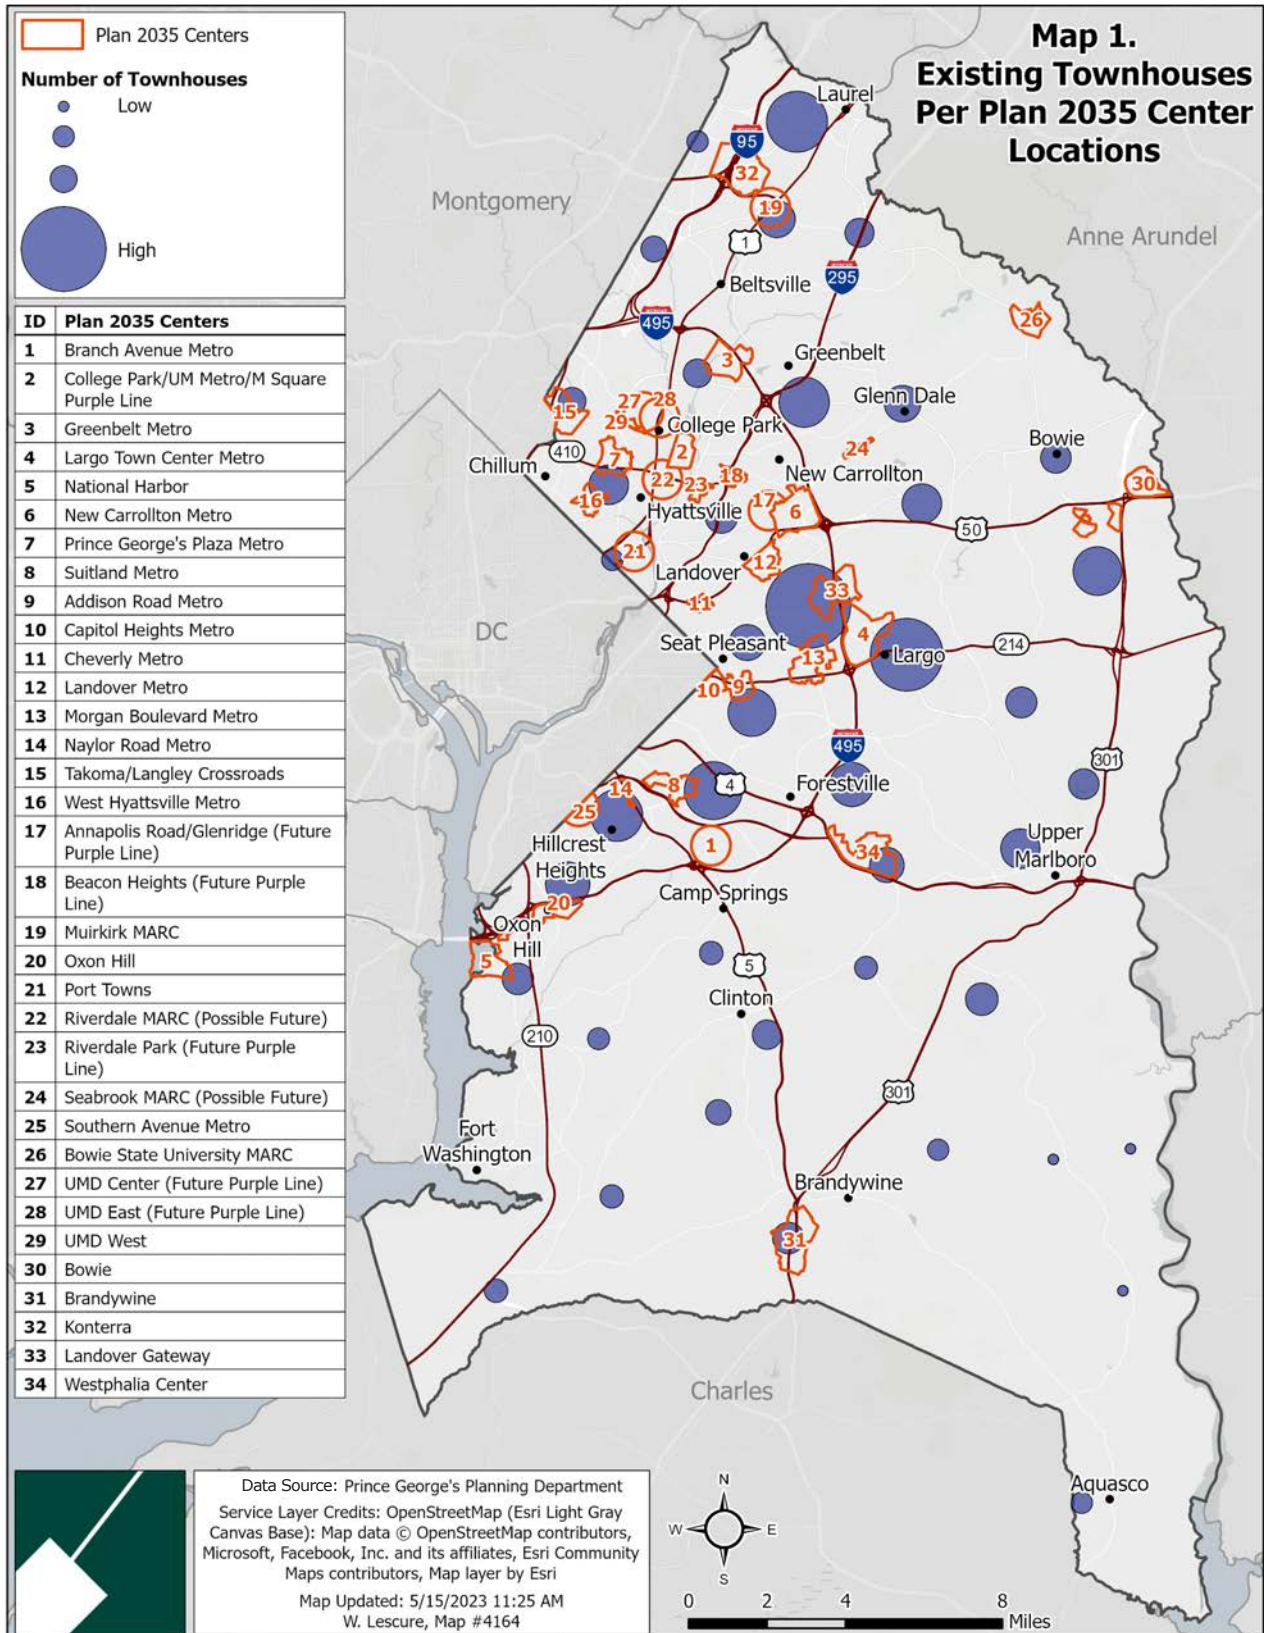 Plan 2035 Centers
Number of Townhouses
Low
High
Map 1.
Existing Townhouses
Per Plan 2035 Center
Locations
ID Plan 2035 Centers
1 Branch Avenue Metro
2 College Park/UM Metro/M Square
Purple Line
3 Greenbelt Metro
4 Largo Town Center Metro
5 National Harbor
6 New Carrollton Metro
7 Prince George's Plaza Metro
8 Suitland Metro
9 Addison Road Metro
10 Capitol Heights Metro
11 Cheverly Metro
12 Landover Metro
13 Morgan Boulevard Metro
14 Naylor Road Metro
15 Takoma/Langley Crossroads
16 West Hyattsville Metro
17 Annapolis Road/Glenridge (Future
Purple Line)
18 Beacon Heights (Future Purple
Line)
19 Muirkirk MARC
20 Oxon Hill
21 Port Towns
22 Riverdale MARC (Possible Future)
23 Riverdale Park (Future Purple
Line)
24 Seabrook MARC (Possible Future)
25 Southern Avenue Metro
26 Bowie State University MARC
27 UMD Center (Future Purple Line)
28 UMD East (Future Purple Line)
29 UMD West
30 Bowie
31 Brandywine
32 Konterra
33 Landover Gateway
34 Westphalia Center
Laurel
95
32
Montgomery
19
1
Anne Arundel
295
Beltsville
26
495
3
Greenbelt
27
28
Glenn Dale
15
29
College Park
Bowie
410
2
24
7
Chillum
New Carrollton
18
22
23
30
16
17
Hyattsville
6
50
21
12
Landover
33
11
DC
4
214
Seat Pleasant
13
Largo
10
9
495
301
8
4
Forestville
14
25
Hillcrest
Heights
1
34
Upper
Marlboro
Camp Springs
20
Oxon
Hill
5
5
Clinton
210
301
Fort
Washington
Brandywine
31
Charles
Aquasco
Data Source: Prince George's Planning Department
Service Layer Credits: OpenStreetMap (Esri Light Gray
Canvas Base): Map data © OpenStreetMap contributors,
Microsoft, Facebook, Inc. and its affiliates, Esri Community
Maps contributors, Map layer by Esri
Map Updated: 5/15/2023 11:25 AM
W. Lescure, Map #4164
N
W E
S
0 2 4 8
Miles